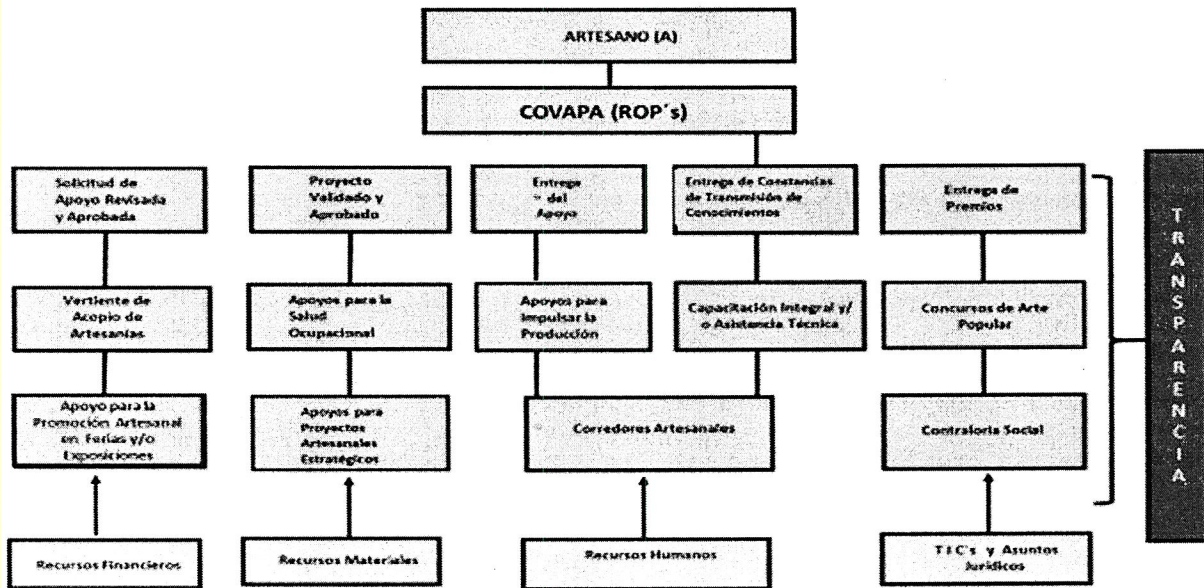 ARTESANO (A)
COVAPA (ROP´s)
Solicitud de
Apoyo Revisada
y Aprobada
Proyecto
Validado y
Aprobado
Entrega
del
Apoyo
Entrega de Constancias
de Transmisión de
Conocimientos
Entrega de
Premios
Vertiente de
Acopio de
Artesanías
Apoyos para la
Salud
Ocupacional
Apoyos para
Impulsar la
Producción
Capacitación Integral y/
o Asistencia Técnica
Concursos de Arte
Popular
Apoyo para la
Promoción Artesanal
en Ferias y/o
Exposiciones
Apoyos para
Proyectos
Artesanales
Estratégicos
Corredores Artesanales
Contraloría Social
Recursos Financieros
Recursos Materiales
Recursos Humanos
TIC's y Asuntos
Jurídicos
TRANSPARENCIA